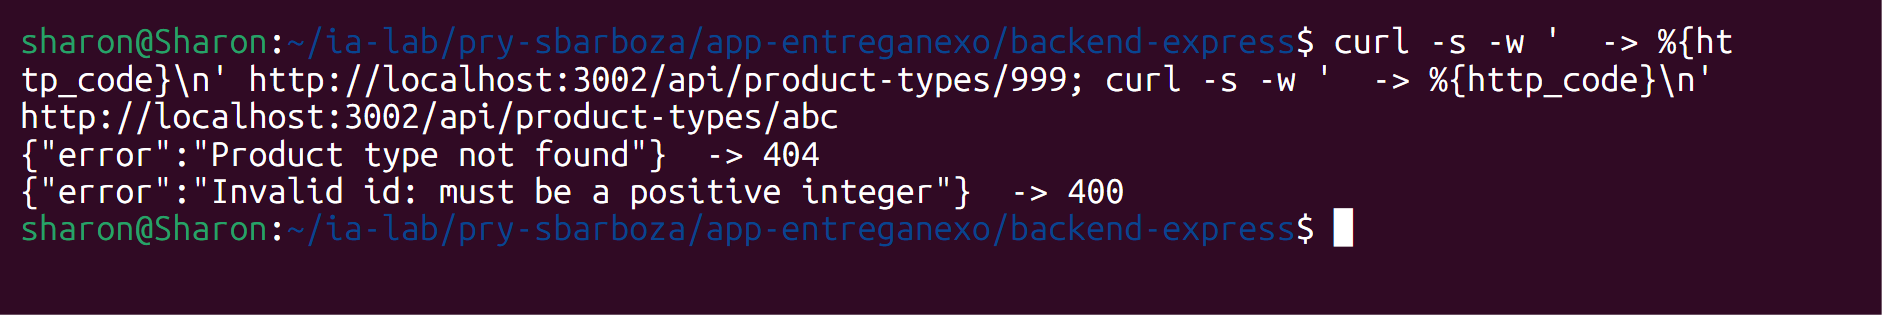 sharon@Sharon:~/ia-lab/pry-sbarboza/app-entreganexo/backend-express$ curl -s -w '  -> %{ht
tp_code}\n' http://localhost:3002/api/product-types/999; curl -s -w '  -> %{http_code}\n'
http://localhost:3002/api/product-types/abc
{"error":"Product type not found"}  -> 404
{"error":"Invalid id: must be a positive integer"}  -> 400
sharon@Sharon:~/ia-lab/pry-sbarboza/app-entreganexo/backend-express$